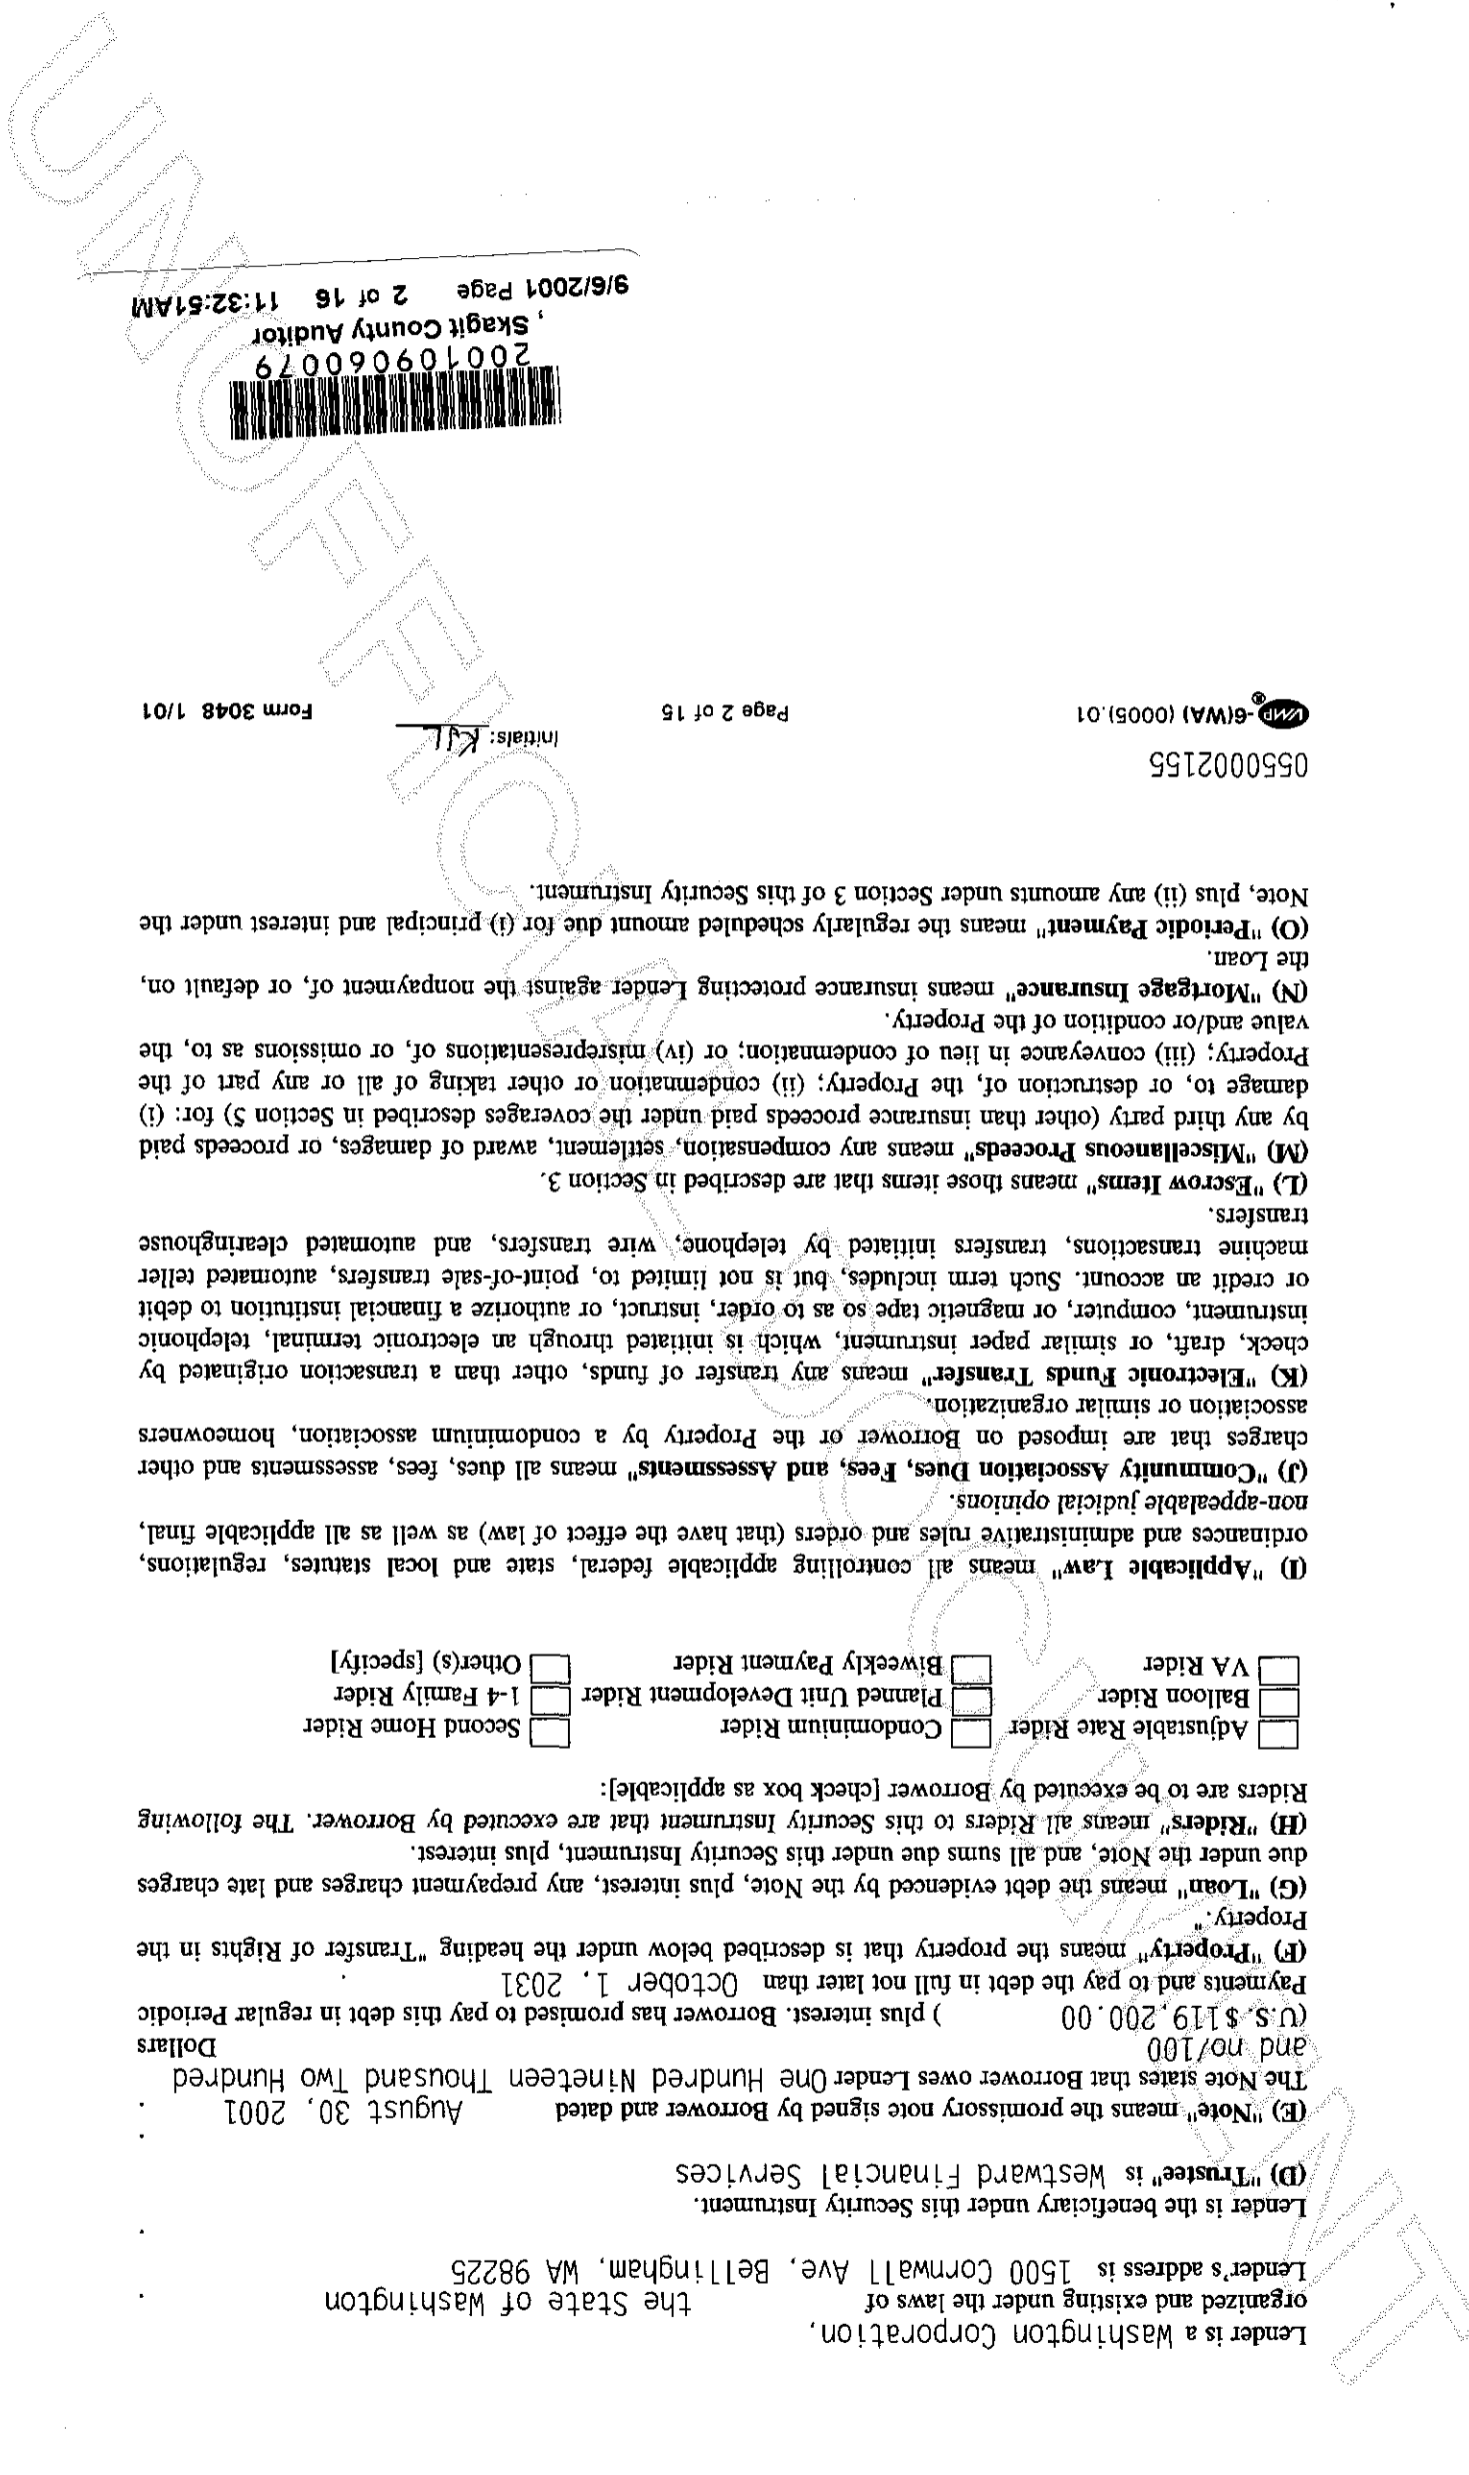 Lender is a Washington Corporation,
organized and existing under the laws of the State of Washington .
Lender's address is 1500 Cornwall Ave, Bellingham, WA 98225
.
Lender is the beneficiary under this Security Instrument.
(D) "Trustee" is Westward Financial Services
.
(E) "Note" means the promissory note signed by Borrower and dated August 30, 2001 .
The Note states that Borrower owes Lender One Hundred Nineteen Thousand Two Hundred
and no/100 Dollars
(U.S. $119,200.00 ) plus interest. Borrower has promised to pay this debt in regular Periodic
Payments and to pay the debt in full not later than October 1, 2031 .
(F) "Property" means the property that is described below under the heading "Transfer of Rights in the
Property."
(G) "Loan" means the debt evidenced by the Note, plus interest, any prepayment charges and late charges
due under the Note, and all sums due under this Security Instrument, plus interest.
(H) "Riders" means all Riders to this Security Instrument that are executed by Borrower. The following
Riders are to be executed by Borrower [check box as applicable]:
Adjustable Rate Rider Condominium Rider Second Home Rider
Balloon Rider Planned Unit Development Rider 1-4 Family Rider
VA Rider Biweekly Payment Rider Other(s) [specify]
(I) "Applicable Law" means all controlling applicable federal, state and local statutes, regulations,
ordinances and administrative rules and orders (that have the effect of law) as well as all applicable final,
non-appealable judicial opinions.
(J) "Community Association Dues, Fees, and Assessments" means all dues, fees, assessments and other
charges that are imposed on Borrower or the Property by a condominium association, homeowners
association or similar organization.
(K) "Electronic Funds Transfer" means any transfer of funds, other than a transaction originated by
check, draft, or similar paper instrument, which is initiated through an electronic terminal, telephonic
instrument, computer, or magnetic tape so as to order, instruct, or authorize a financial institution to debit
or credit an account. Such term includes, but is not limited to, point-of-sale transfers, automated teller
machine transactions, transfers initiated by telephone, wire transfers, and automated clearinghouse
transfers.
(L) "Escrow Items" means those items that are described in Section 3.
(M) "Miscellaneous Proceeds" means any compensation, settlement, award of damages, or proceeds paid
by any third party (other than insurance proceeds paid under the coverages described in Section 5) for: (i)
damage to, or destruction of, the Property; (ii) condemnation or other taking of all or any part of the
Property; (iii) conveyance in lieu of condemnation; or (iv) misrepresentations of, or omissions as to, the
value and/or condition of the Property.
(N) "Mortgage Insurance" means insurance protecting Lender against the nonpayment of, or default on,
the Loan.
(O) "Periodic Payment" means the regularly scheduled amount due for (i) principal and interest under the
Note, plus (ii) any amounts under Section 3 of this Security Instrument.
0550002155
Initials: KJL
VMP®-6(WA) (0005).01 Page 2 of 15 Form 3048 1/01
200109060079
, Skagit County Auditor
9/6/2001 Page 2 of 16 11:32:51AM
UNOFFICIAL DOCUMENT